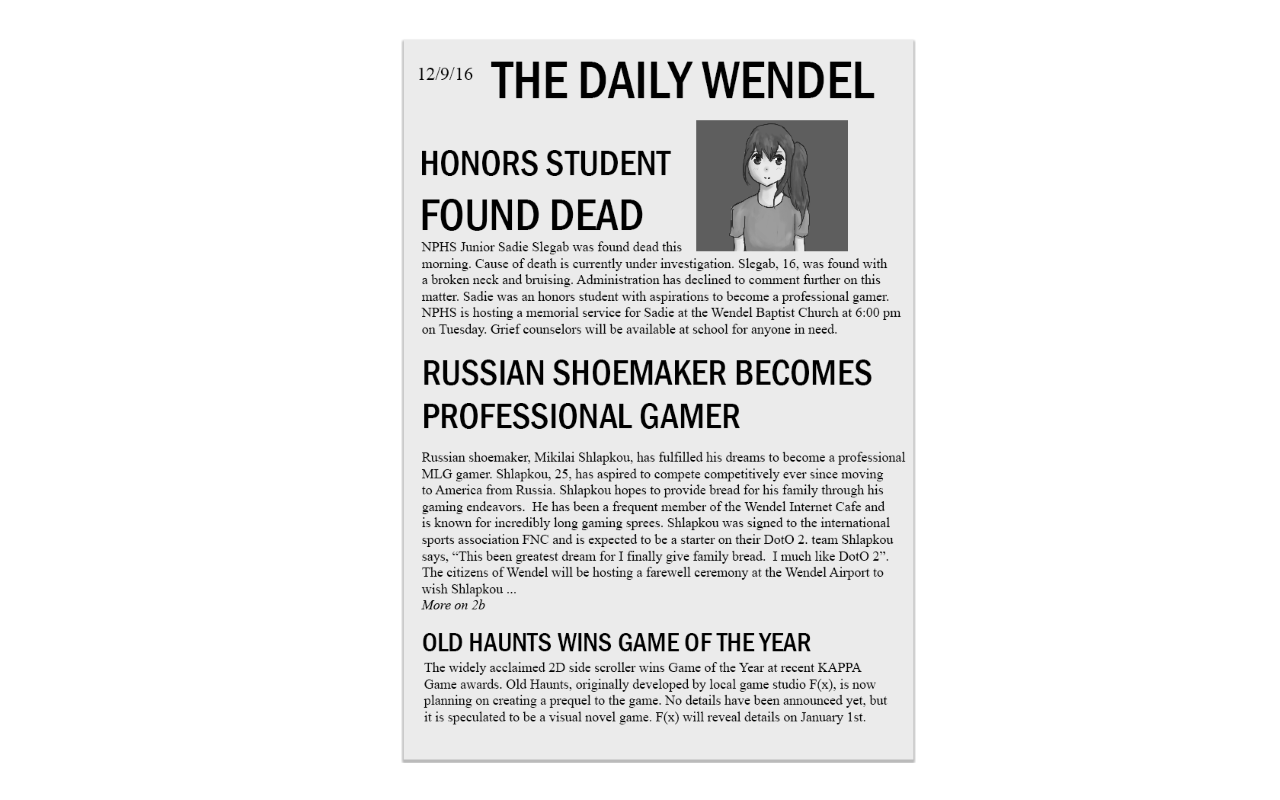 12/9/16 THE DAILY WENDEL
HONORS STUDENT
FOUND DEAD
NPHS Junior Sadie Slegab was found dead this
morning. Cause of death is currently under investigation. Slegab, 16, was found with
a broken neck and bruising. Administration has declined to comment further on this
matter. Sadie was an honors student with aspirations to become a professional gamer.
NPHS is hosting a memorial service for Sadie at the Wendel Baptist Church at 6:00 pm
on Tuesday. Grief counselors will be available at school for anyone in need.
RUSSIAN SHOEMAKER BECOMES
PROFESSIONAL GAMER
Russian shoemaker, Mikilai Shlapkou, has fulfilled his dreams to become a professional
MLG gamer. Shlapkou, 25, has aspired to compete competitively ever since moving
to America from Russia. Shlapkou hopes to provide bread for his family through his
gaming endeavors.  He has been a frequent member of the Wendel Internet Cafe and
is known for incredibly long gaming sprees. Shlapkou was signed to the international
sports association FNC and is expected to be a starter on their DotO 2. team Shlapkou
says, “This been greatest dream for I finally give family bread.  I much like DotO 2”.
The citizens of Wendel will be hosting a farewell ceremony at the Wendel Airport to
wish Shlapkou ...
More on 2b
OLD HAUNTS WINS GAME OF THE YEAR
The widely acclaimed 2D side scroller wins Game of the Year at recent KAPPA
Game awards. Old Haunts, originally developed by local game studio F(x), is now
planning on creating a prequel to the game. No details have been announced yet, but
it is speculated to be a visual novel game. F(x) will reveal details on January 1st.